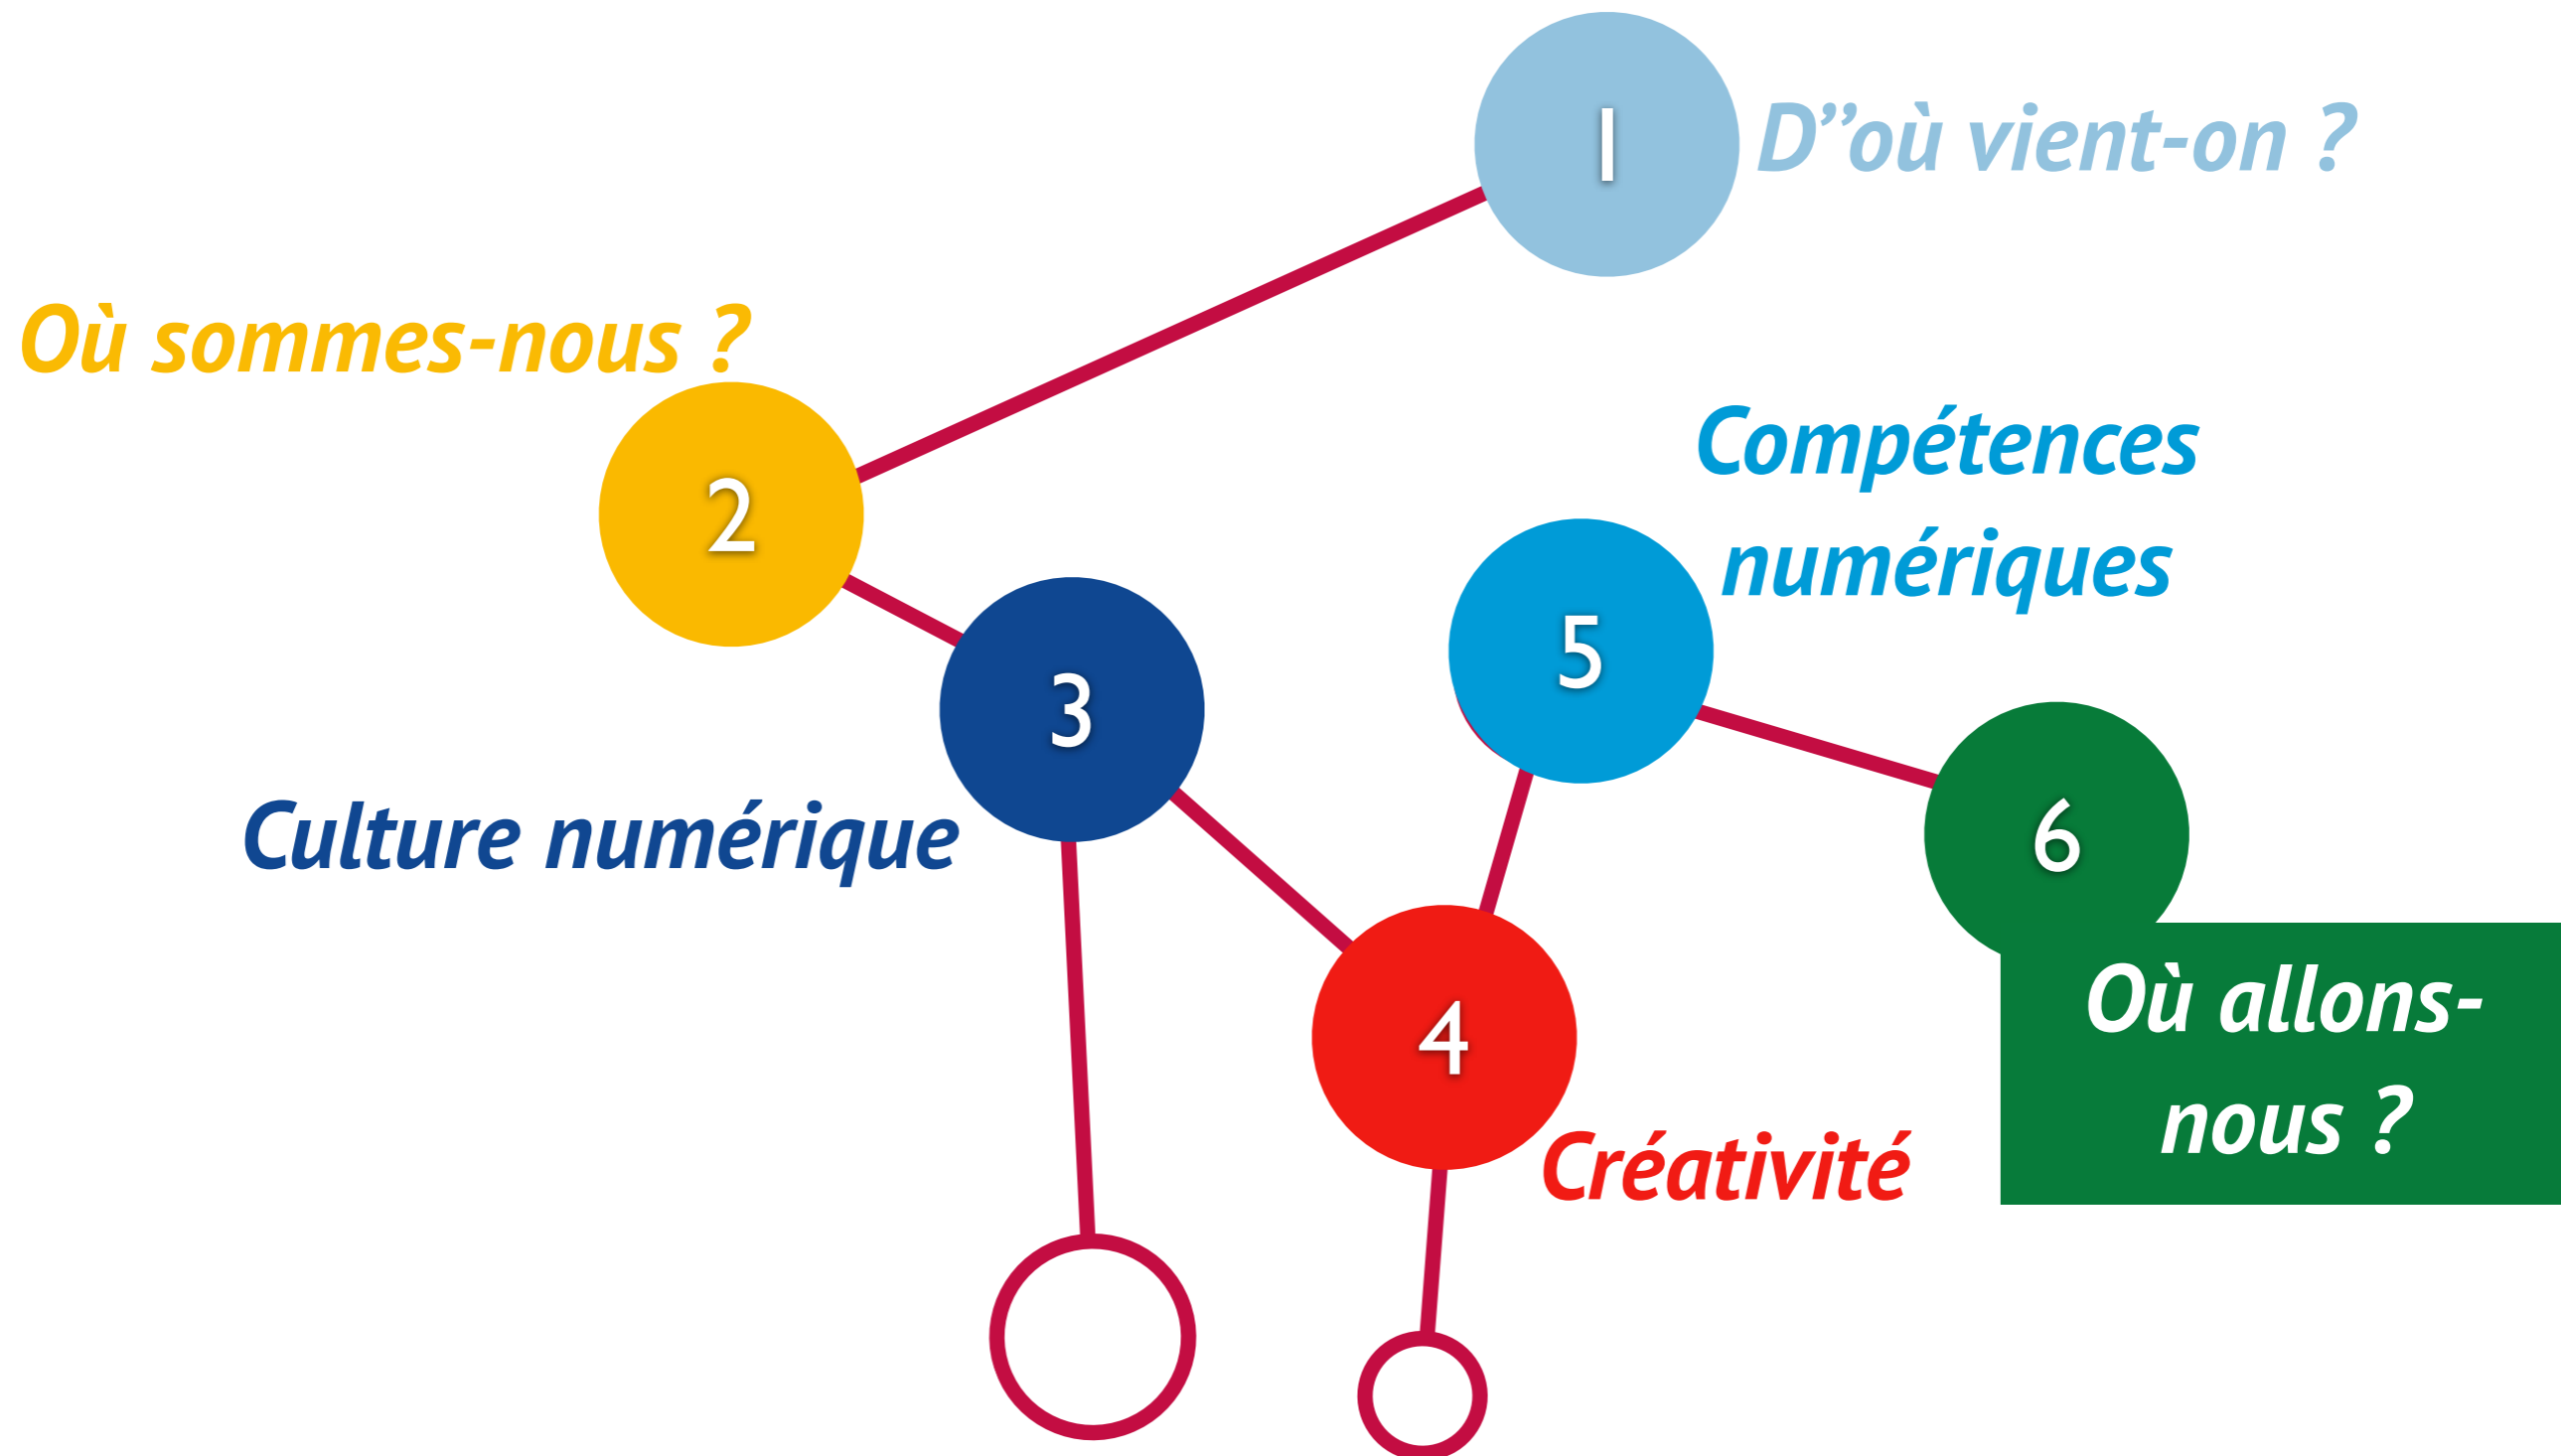 1
D’’où vient-on ?
Où sommes-nous ?
2
3
Culture numérique
4
Créativité
Compétences
numériques
5
6
Où allons-
nous ?